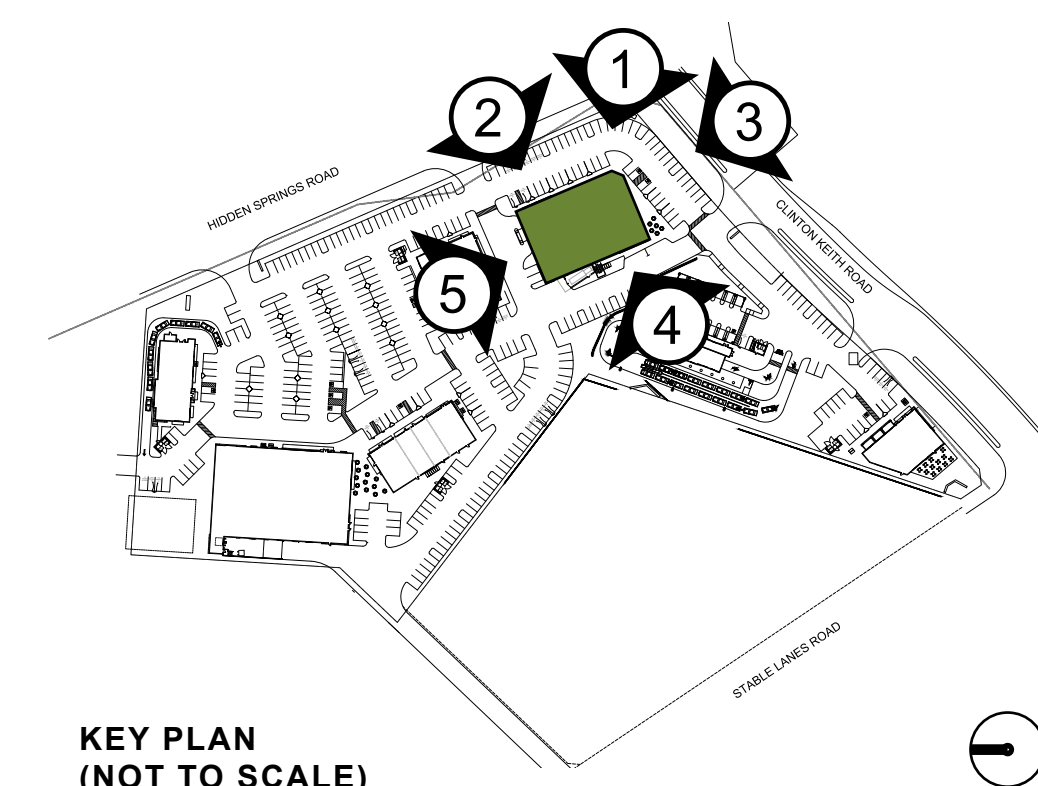 1
2
3
HIDDEN SPRINGS ROAD
CLINTON KEITH ROAD
5
4
STABLE LANES ROAD
KEY PLAN
(NOT TO SCALE)